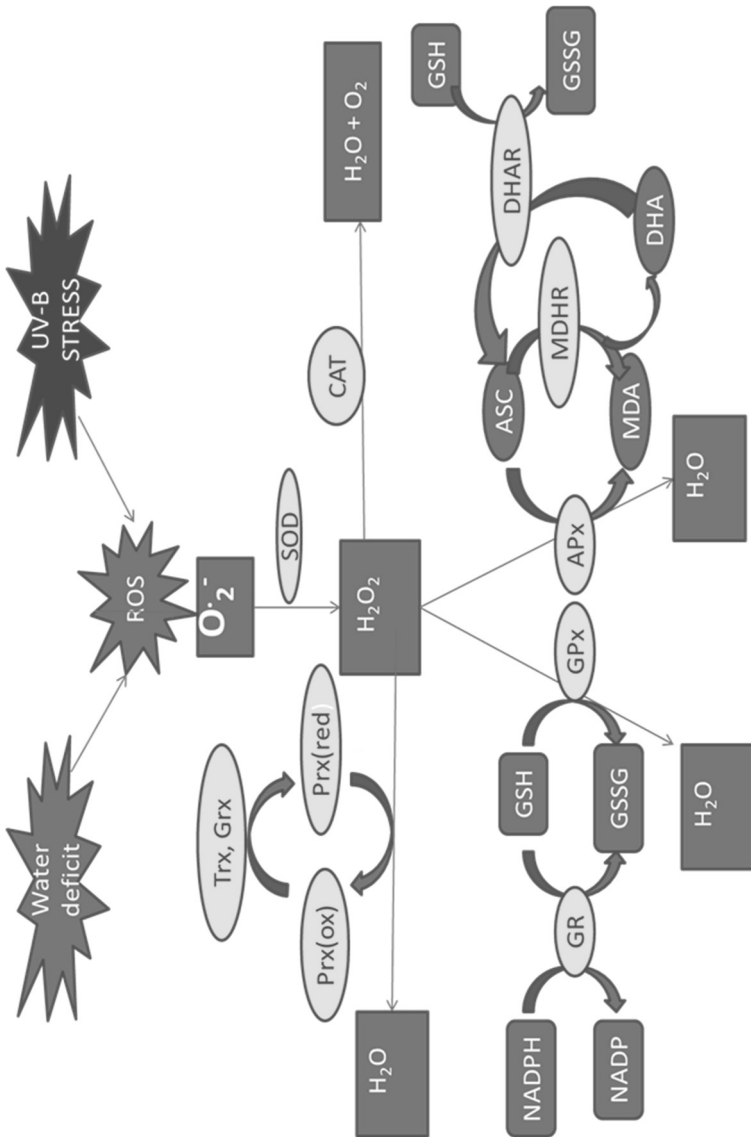 Water
deficit
UV-B
STRESS
ROS
O·2-
SOD
H2O2
CAT
H2O + O2
Trx, Grx
Prx(ox)
Prx(red)
H2O
NADPH
NADP
GR
GSH
GSSG
GPx
H2O
APx
H2O
ASC
MDA
MDHR
DHAR
DHA
GSH
GSSG